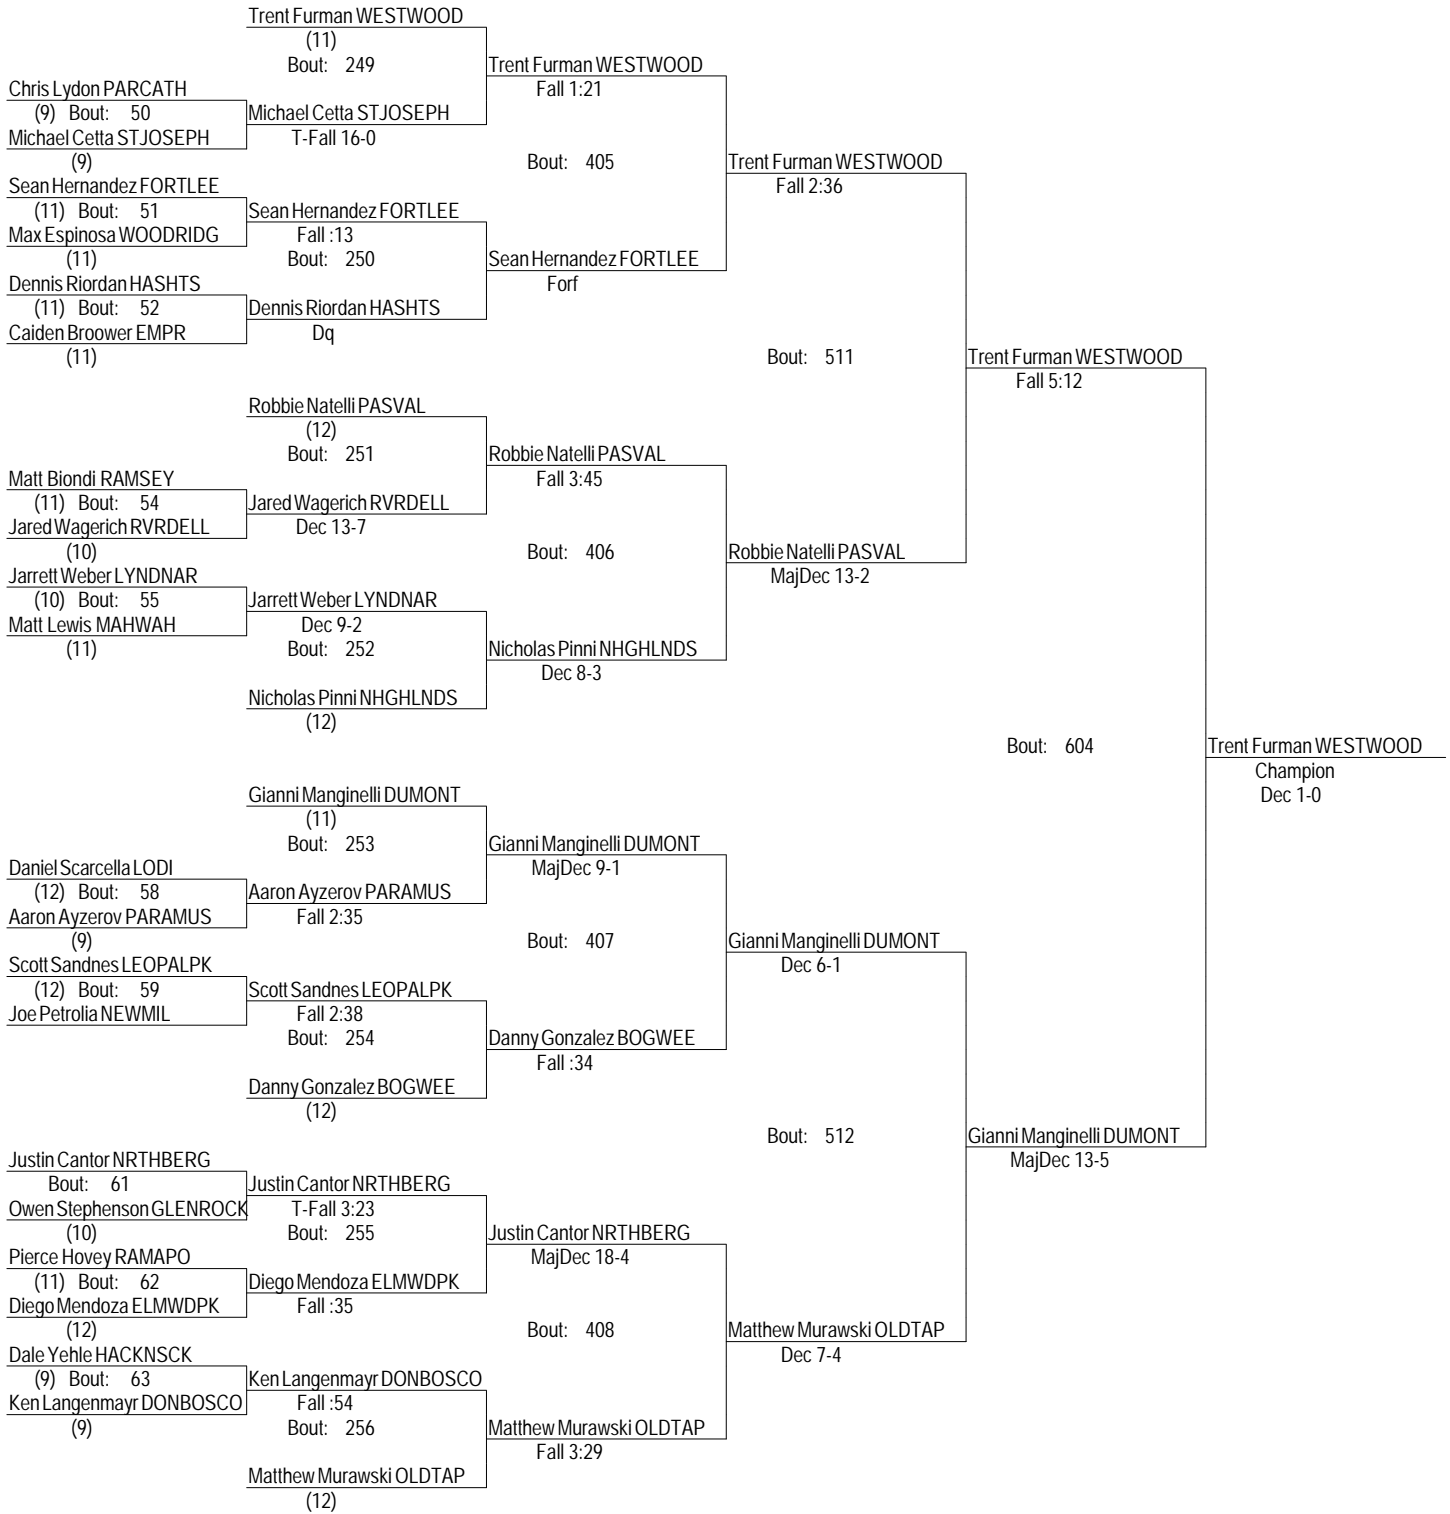 Trent Furman WESTWOOD
(11)
Bout: 249
Trent Furman WESTWOOD
Fall 1:21
Chris Lydon PARCATH
(9) Bout: 50
Michael Cetta STJOSEPH
T-Fall 16-0
Michael Cetta STJOSEPH
(9)
Bout: 405
Trent Furman WESTWOOD
Fall 2:36
Sean Hernandez FORTLEE
(11) Bout: 51
Sean Hernandez FORTLEE
Fall :13
Max Espinosa WOODRIDG
(11)
Bout: 250
Sean Hernandez FORTLEE
Forf
Dennis Riordan HASHTS
(11) Bout: 52
Dennis Riordan HASHTS
Dq
Caiden Broower EMPR
(11)
Bout: 511
Trent Furman WESTWOOD
Fall 5:12
Robbie Natelli PASVAL
(12)
Bout: 251
Robbie Natelli PASVAL
Fall 3:45
Matt Biondi RAMSEY
(11) Bout: 54
Jared Wagerich RVRDELL
Dec 13-7
Jared Wagerich RVRDELL
(10)
Bout: 406
Robbie Natelli PASVAL
MajDec 13-2
Jarrett Weber LYNDNAR
(10) Bout: 55
Jarrett Weber LYNDNAR
Dec 9-2
Matt Lewis MAHWAH
(11)
Bout: 252
Nicholas Pinni NHGHLNDS
Dec 8-3
Nicholas Pinni NHGHLNDS
(12)
Bout: 604
Trent Furman WESTWOOD
Champion
Dec 1-0
Gianni Manginelli DUMONT
(11)
Bout: 253
Gianni Manginelli DUMONT
MajDec 9-1
Daniel Scarcella LODI
(12) Bout: 58
Aaron Ayzerov PARAMUS
Fall 2:35
Aaron Ayzerov PARAMUS
(9)
Bout: 407
Gianni Manginelli DUMONT
Dec 6-1
Scott Sandnes LEOPALPK
(12) Bout: 59
Scott Sandnes LEOPALPK
Fall 2:38
Joe Petrolia NEWMIL
Bout: 254
Danny Gonzalez BOGWEE
Fall :34
Danny Gonzalez BOGWEE
(12)
Bout: 512
Gianni Manginelli DUMONT
MajDec 13-5
Justin Cantor NRTHBERG
Bout: 61
Justin Cantor NRTHBERG
T-Fall 3:23
Owen Stephenson GLENROCK
(10)
Bout: 255
Justin Cantor NRTHBERG
MajDec 18-4
Pierce Hovey RAMAPO
(11) Bout: 62
Diego Mendoza ELMWDPK
Fall :35
Diego Mendoza ELMWDPK
(12)
Bout: 408
Matthew Murawski OLDTAP
Dec 7-4
Dale Yehle HACKNSCK
(9) Bout: 63
Ken Langenmayr DONBOSCO
Fall :54
Ken Langenmayr DONBOSCO
(9)
Bout: 256
Matthew Murawski OLDTAP
Fall 3:29
Matthew Murawski OLDTAP
(12)